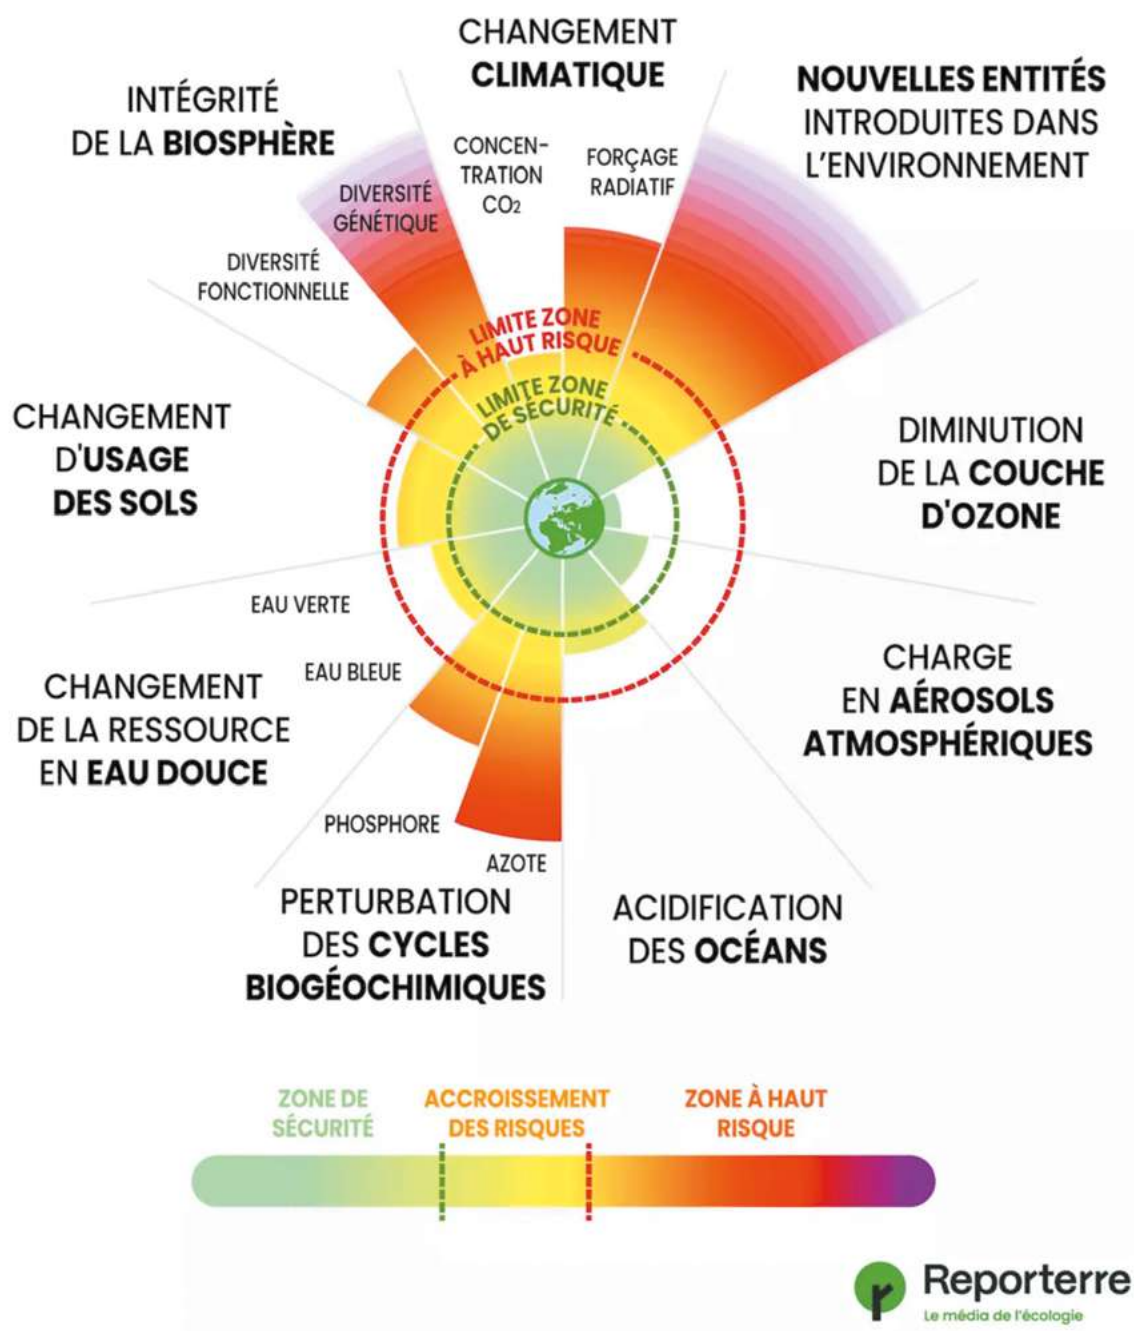 CHANGEMENT
CLIMATIQUE
INTÉGRITÉ
DE LA BIOSPHÈRE
NOUVELLES ENTITÉS
INTRODUITES DANS
L'ENVIRONNEMENT
CONCEN-
TRATION
CO2
FORÇAGE
RADIATIF
DIVERSITÉ
GÉNÉTIQUE
DIVERSITÉ
FONCTIONNELLE
LIMITE ZONE
À HAUT RISQUE
LIMITE ZONE
DE SÉCURITÉ
CHANGEMENT
D'USAGE
DES SOLS
DIMINUTION
DE LA COUCHE
D'OZONE
EAU VERTE
EAU BLEUE
CHANGEMENT
DE LA RESSOURCE
EN EAU DOUCE
CHARGE
EN AÉROSOLS
ATMOSPHÉRIQUES
PHOSPHORE
AZOTE
PERTURBATION
DES CYCLES
BIOGÉOCHIMIQUES
ACIDIFICATION
DES OCÉANS
ZONE DE
SÉCURITÉ
ACCROISSEMENT
DES RISQUES
ZONE À HAUT
RISQUE
Reporterre
Le média de l'écologie